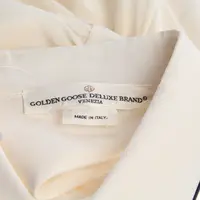 GOLDEN GOOSE DELUXE BRAND®
VENEZIA
MADE IN ITALY.